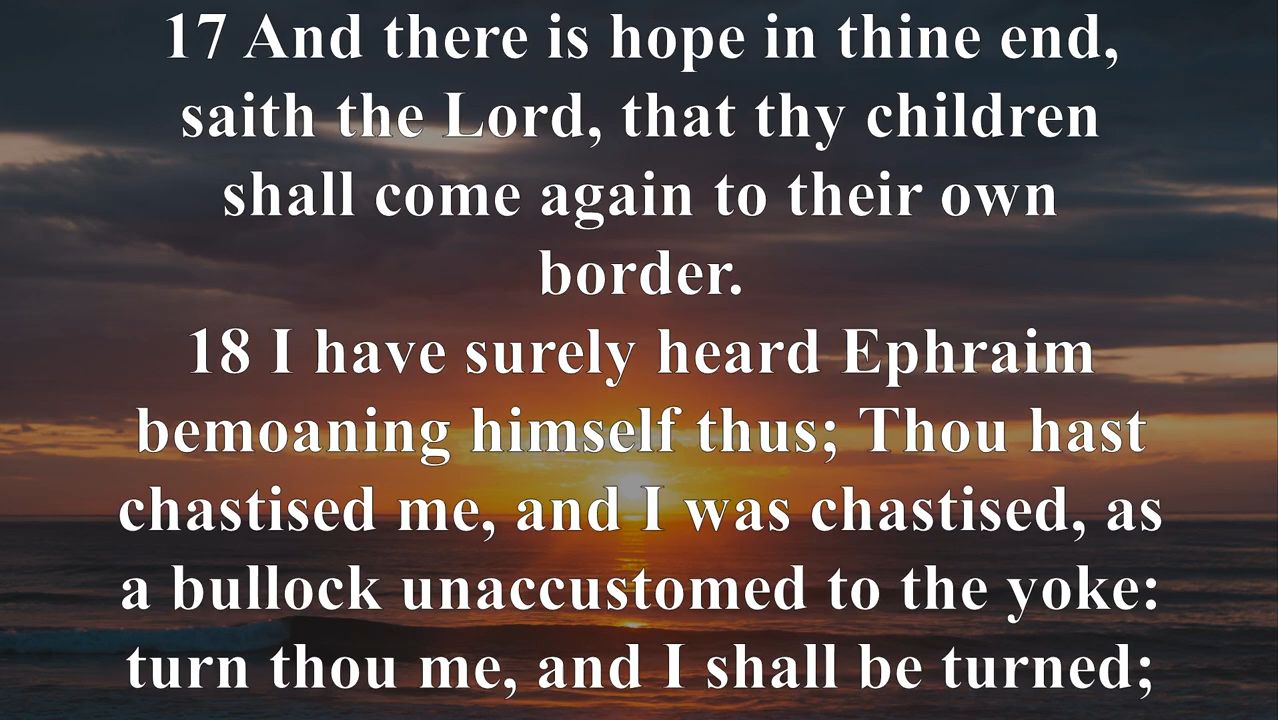 17 And there is hope in thine end,
saith the Lord, that thy children
shall come again to their own
border.
18 I have surely heard Ephraim
bemoaning himself thus; Thou hast
chastised me, and I was chastised, as
a bullock unaccustomed to the yoke:
turn thou me, and I shall be turned;